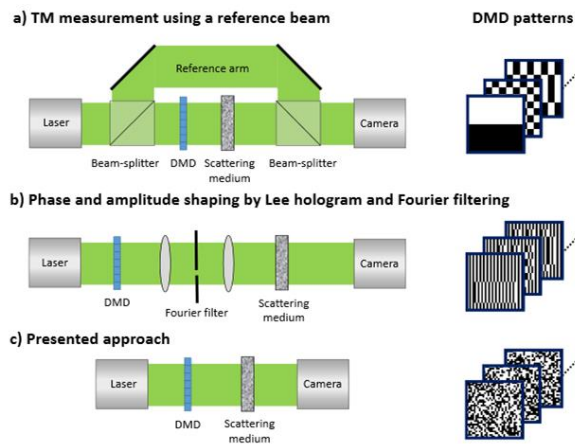 a) TM measurement using a reference beam
DMD patterns
Reference arm
Laser
Camera
Beam-splitter
DMD
Scattering
medium
Beam-splitter
b) Phase and amplitude shaping by Lee hologram and Fourier filtering
Laser
Camera
DMD
Fourier filter
Scattering
medium
c) Presented approach
Laser
Camera
DMD
Scattering
medium